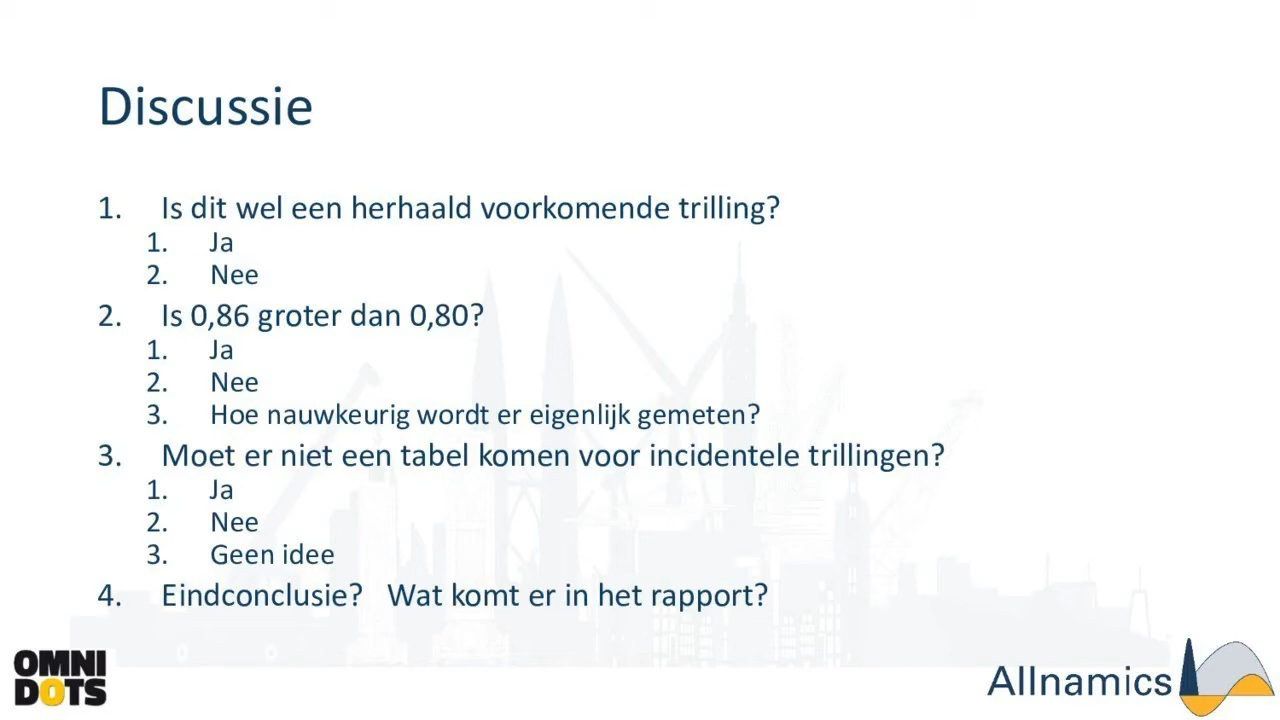 Discussie
1. Is dit wel een herhaald voorkomende trilling?
1. Ja
2. Nee
2. Is 0,86 groter dan 0,80?
1. Ja
2. Nee
3. Hoe nauwkeurig wordt er eigenlijk gemeten?
3. Moet er niet een tabel komen voor incidentele trillingen?
1. Ja
2. Nee
3. Geen idee
4. Eindconclusie? Wat komt er in het rapport?
OMNI
DOTS
Allnamics